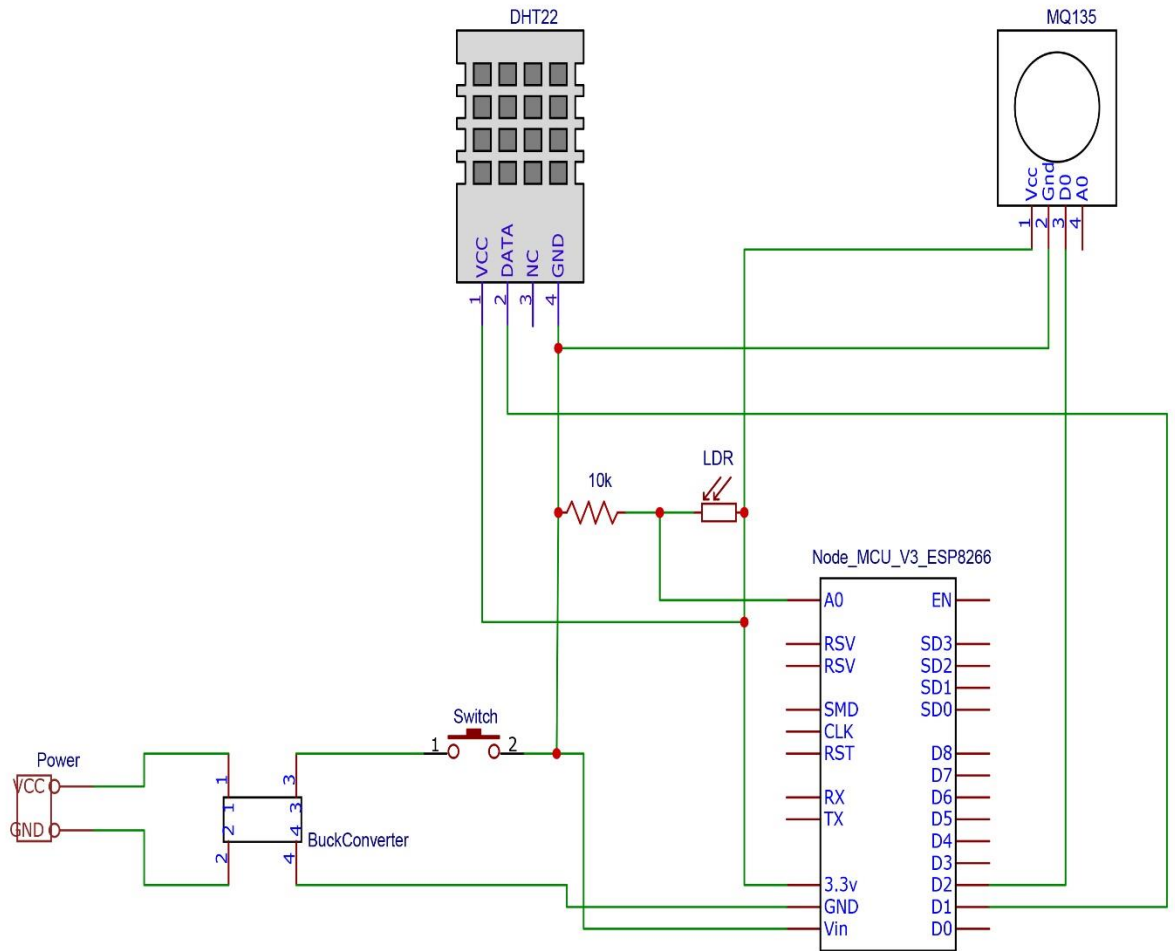 DHT22
MQ135
VCC
DATA
NC
GND
1
2
3
4
Vcc
Gnd
D0
A0
1
2
3
4
10k
LDR
Node_MCU_V3_ESP8266
A0
RSV
RSV
SMD
CLK
RST
RX
TX
3.3v
GND
Vin
EN
SD3
SD2
SD1
SD0
D8
D7
D6
D5
D4
D3
D2
D1
D0
Switch
1
2
Power
VCC
GND
1
3
1
3
2
4
2
4
BuckConverter